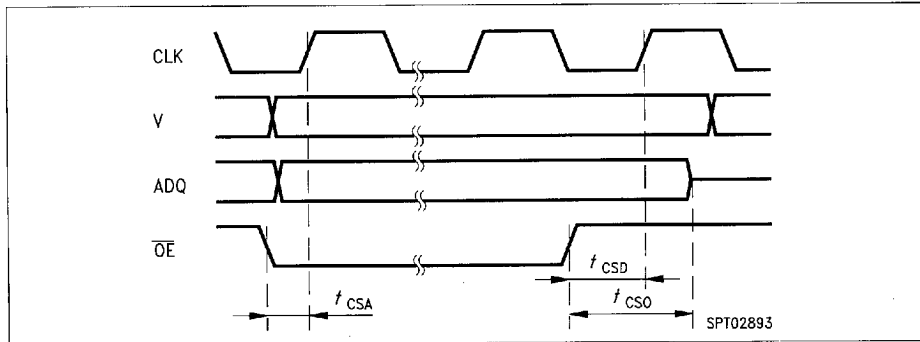 CLK
V
ADQ
OE
t CSD
t CSA
t CSO
SPT02893